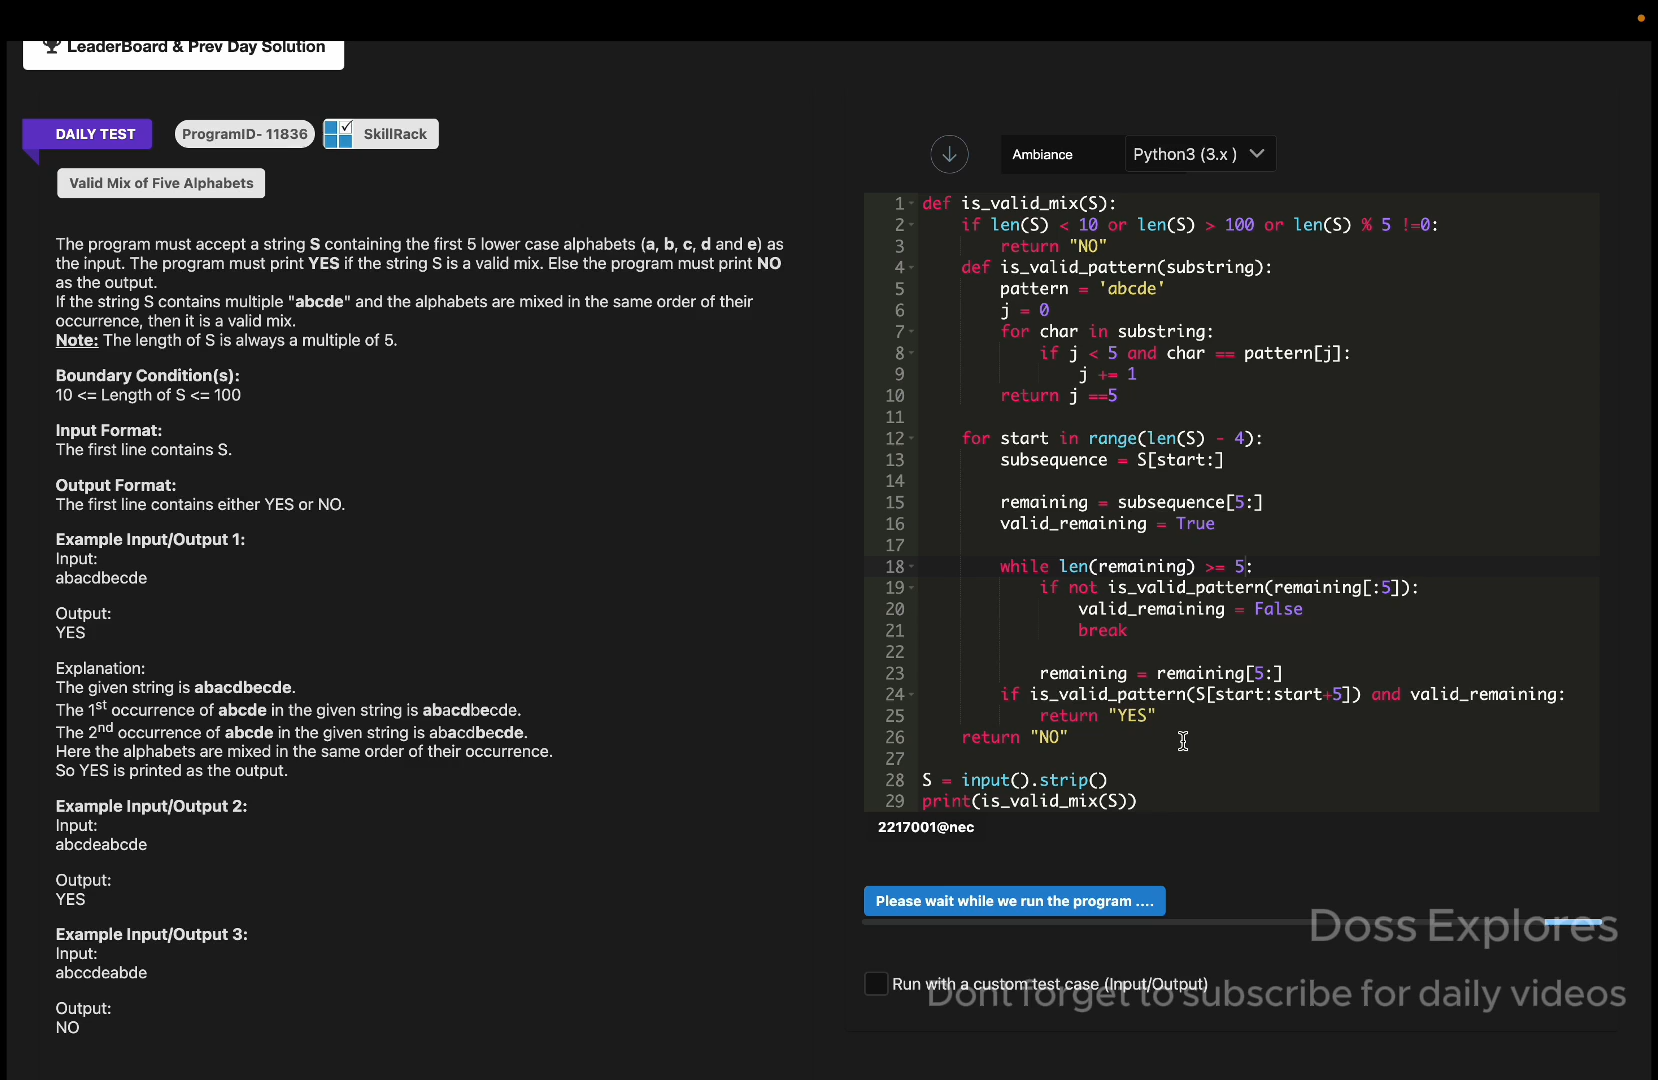 LeaderBoard & Prev Day Solution
DAILY TEST
ProgramID- 11836
SkillRack
Valid Mix of Five Alphabets
The program must accept a string S containing the first 5 lower case alphabets (a, b, c, d and e) as
the input. The program must print YES if the string S is a valid mix. Else the program must print NO
as the output.
If the string S contains multiple "abcde" and the alphabets are mixed in the same order of their
occurrence, then it is a valid mix.
Note: The length of S is always a multiple of 5.
Boundary Condition(s):
10 <= Length of S <= 100
Input Format:
The first line contains S.
Output Format:
The first line contains either YES or NO.
Example Input/Output 1:
Input:
abacdbecde
Output:
YES
Explanation:
The given string is abacdbecde.
The 1st occurrence of abcde in the given string is abacdbecde.
The 2nd occurrence of abcde in the given string is abacdbecde.
Here the alphabets are mixed in the same order of their occurrence.
So YES is printed as the output.
Example Input/Output 2:
Input:
abcdeabcde
Output:
YES
Example Input/Output 3:
Input:
abccdeabde
Output:
NO
Ambiance
Python3 (3.x )
1 def is_valid_mix(S):
2 if len(S) < 10 or len(S) > 100 or len(S) % 5 !=0:
3 return "NO"
4 def is_valid_pattern(substring):
5 pattern = 'abcde'
6 j = 0
7 for char in substring:
8 if j < 5 and char == pattern[j]:
9 j += 1
10 return j ==5
11
12 for start in range(len(S) - 4):
13 subsequence = S[start:]
14
15 remaining = subsequence[5:]
16 valid_remaining = True
17
18 while len(remaining) >= 5:
19 if not is_valid_pattern(remaining[:5]):
20 valid_remaining = False
21 break
22
23 remaining = remaining[5:]
24 if is_valid_pattern(S[start:start+5]) and valid_remaining:
25 return "YES"
26 return "NO"
27
28 S = input().strip()
29 print(is_valid_mix(S))
2217001@nec
Please wait while we run the program ....
Doss Explores
Run with a custom test case (Input/Output)
Dont forget to subscribe for daily videos